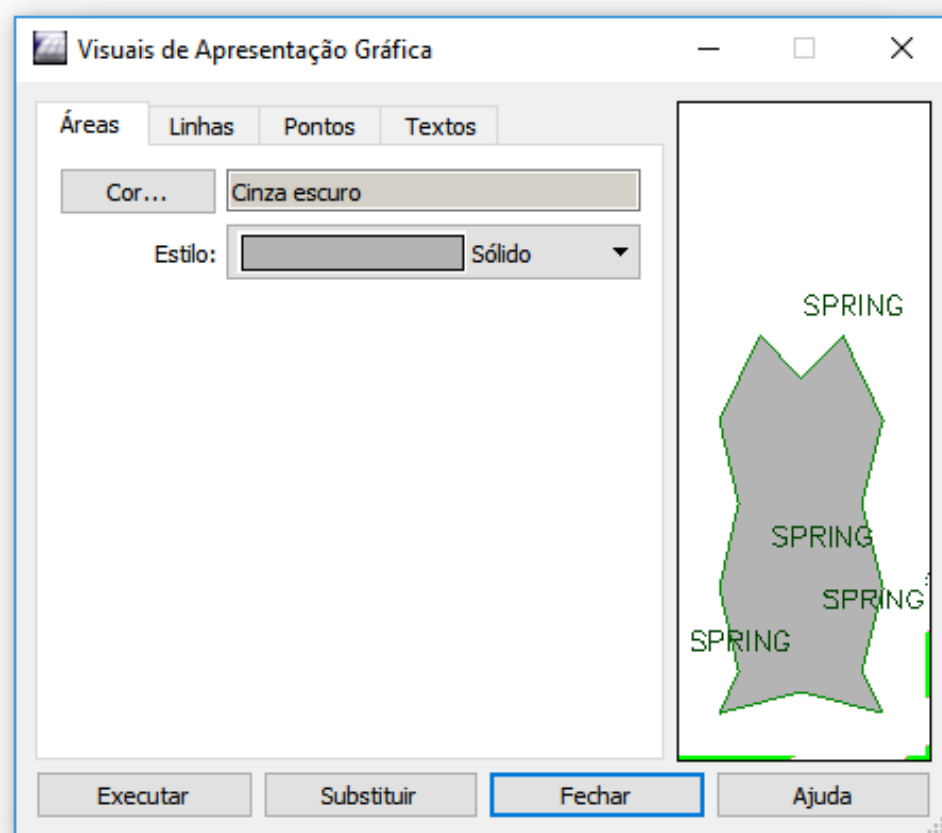 Visuais de Apresentação Gráfica
Áreas Linhas Pontos Textos
Cor... Cinza escuro
Estilo: Sólido
SPRING
SPRING
SPRING
SPRING
Executar Substituir Fechar Ajuda